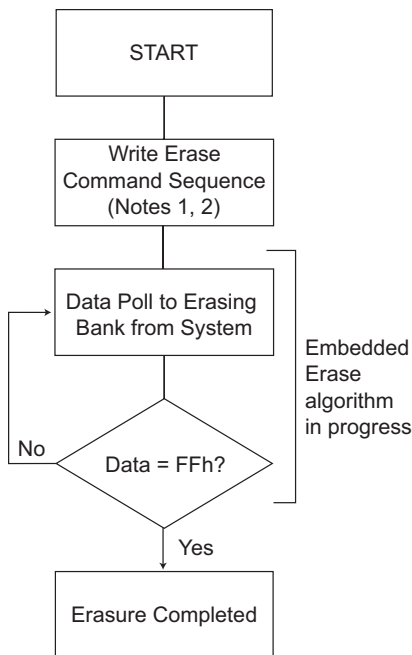 START
Write Erase
Command Sequence
(Notes 1, 2)
Data Poll to Erasing
Bank from System
Embedded
Erase
algorithm
in progress
No
Data = FFh?
Yes
Erasure Completed